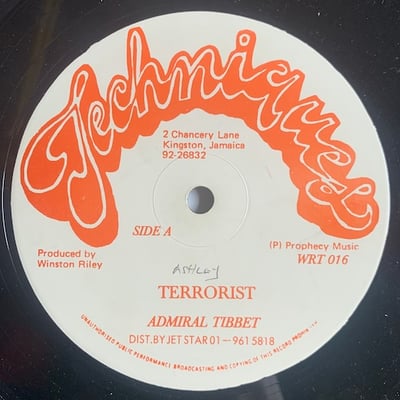 Techniques
2 Chancery Lane
Kingston, Jamaica
92-26832
SIDE A
Produced by
Winston Riley
(P) Prophecy Music
WRT 016
ASHLEY
TERRORIST
ADMIRAL TIBBET
DIST. BY JET STAR 01-961 5818
UNAUTHORISED PUBLIC PERFORMANCE BROADCASTING AND COPYING OF THIS RECORD PROHIBITED